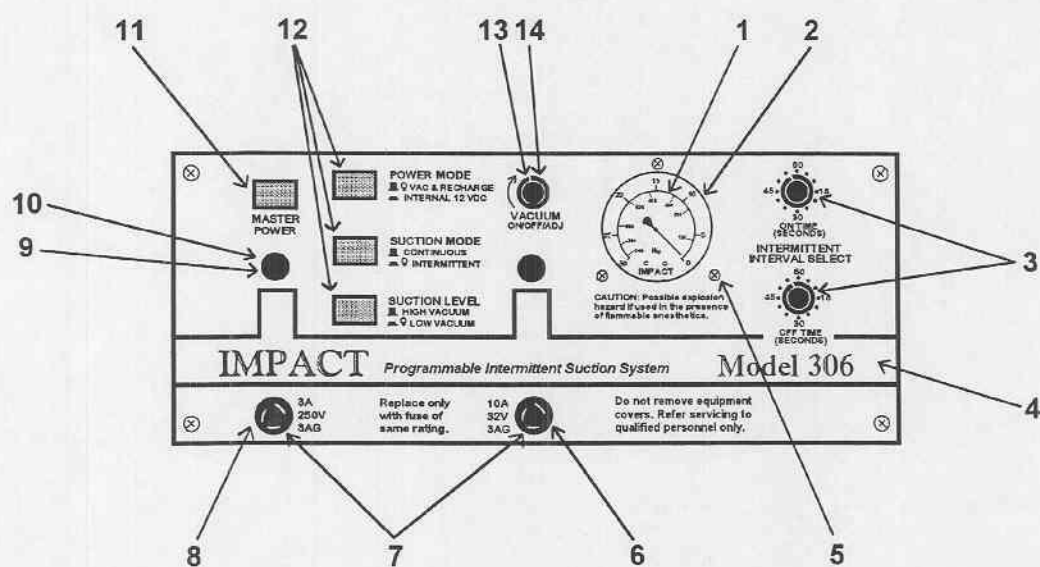 11
12
13 14
1
2
POWER MODE
VAC & RECHARGE
INTERNAL 12 VDC
MASTER
POWER
VACUUM
ON/OFF/ADJ
60
45 15
30
ON TIME
(SECONDS)
10
9
SUCTION MODE
CONTINUOUS
INTERMITTENT
INTERMITTENT
INTERVAL SELECT
3
IMPACT
SUCTION LEVEL
HIGH VACUUM
LOW VACUUM
CAUTION: Possible explosion
hazard if used in the presence
of flammable anesthetics.
60
45 15
30
OFF TIME
(SECONDS)
IMPACT Programmable Intermittent Suction System Model 306
4
3A
250V
3AG
Replace only
with fuse of
same rating.
10A
32V
3AG
Do not remove equipment
covers. Refer servicing to
qualified personnel only.
8
7
6
5